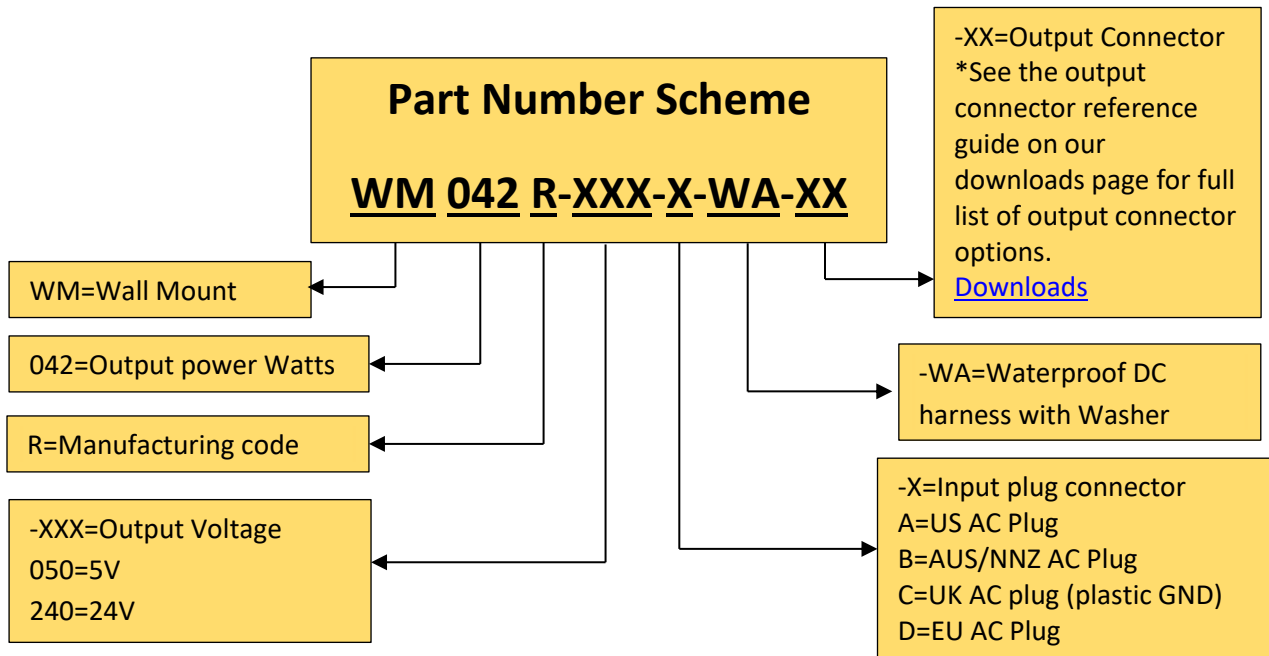 Part Number Scheme
WM 042 R-XXX-X-WA-XX
-XX=Output Connector
*See the output
connector reference
guide on our
downloads page for full
list of output connector
options.
Downloads
WM=Wall Mount
042=Output power Watts
R=Manufacturing code
-XXX=Output Voltage
050=5V
240=24V
-WA=Waterproof DC
harness with Washer
-X=Input plug connector
A=US AC Plug
B=AUS/NNZ AC Plug
C=UK AC plug (plastic GND)
D=EU AC Plug